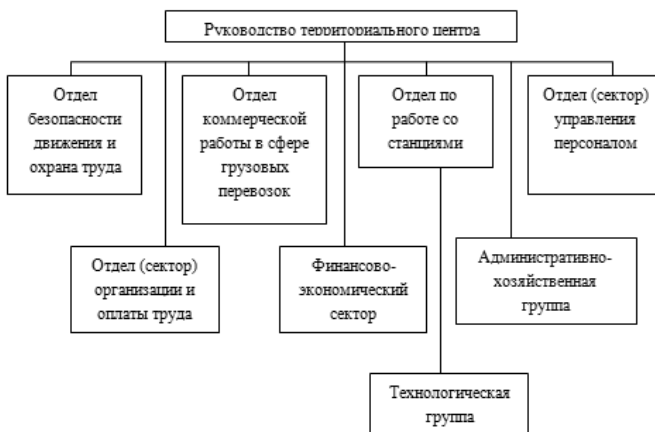 Руководство территориального центра
Отдел
безопасности
движения и
охрана труда
Отдел
коммерческой
работы в сфере
грузовых
перевозок
Отдел по
работе со
станциями
Отдел (сектор)
управления
персоналом
Отдел (сектор)
организации и
оплаты труда
Финансово-
экономический
сектор
Административно-
хозяйственная
группа
Технологическая
группа